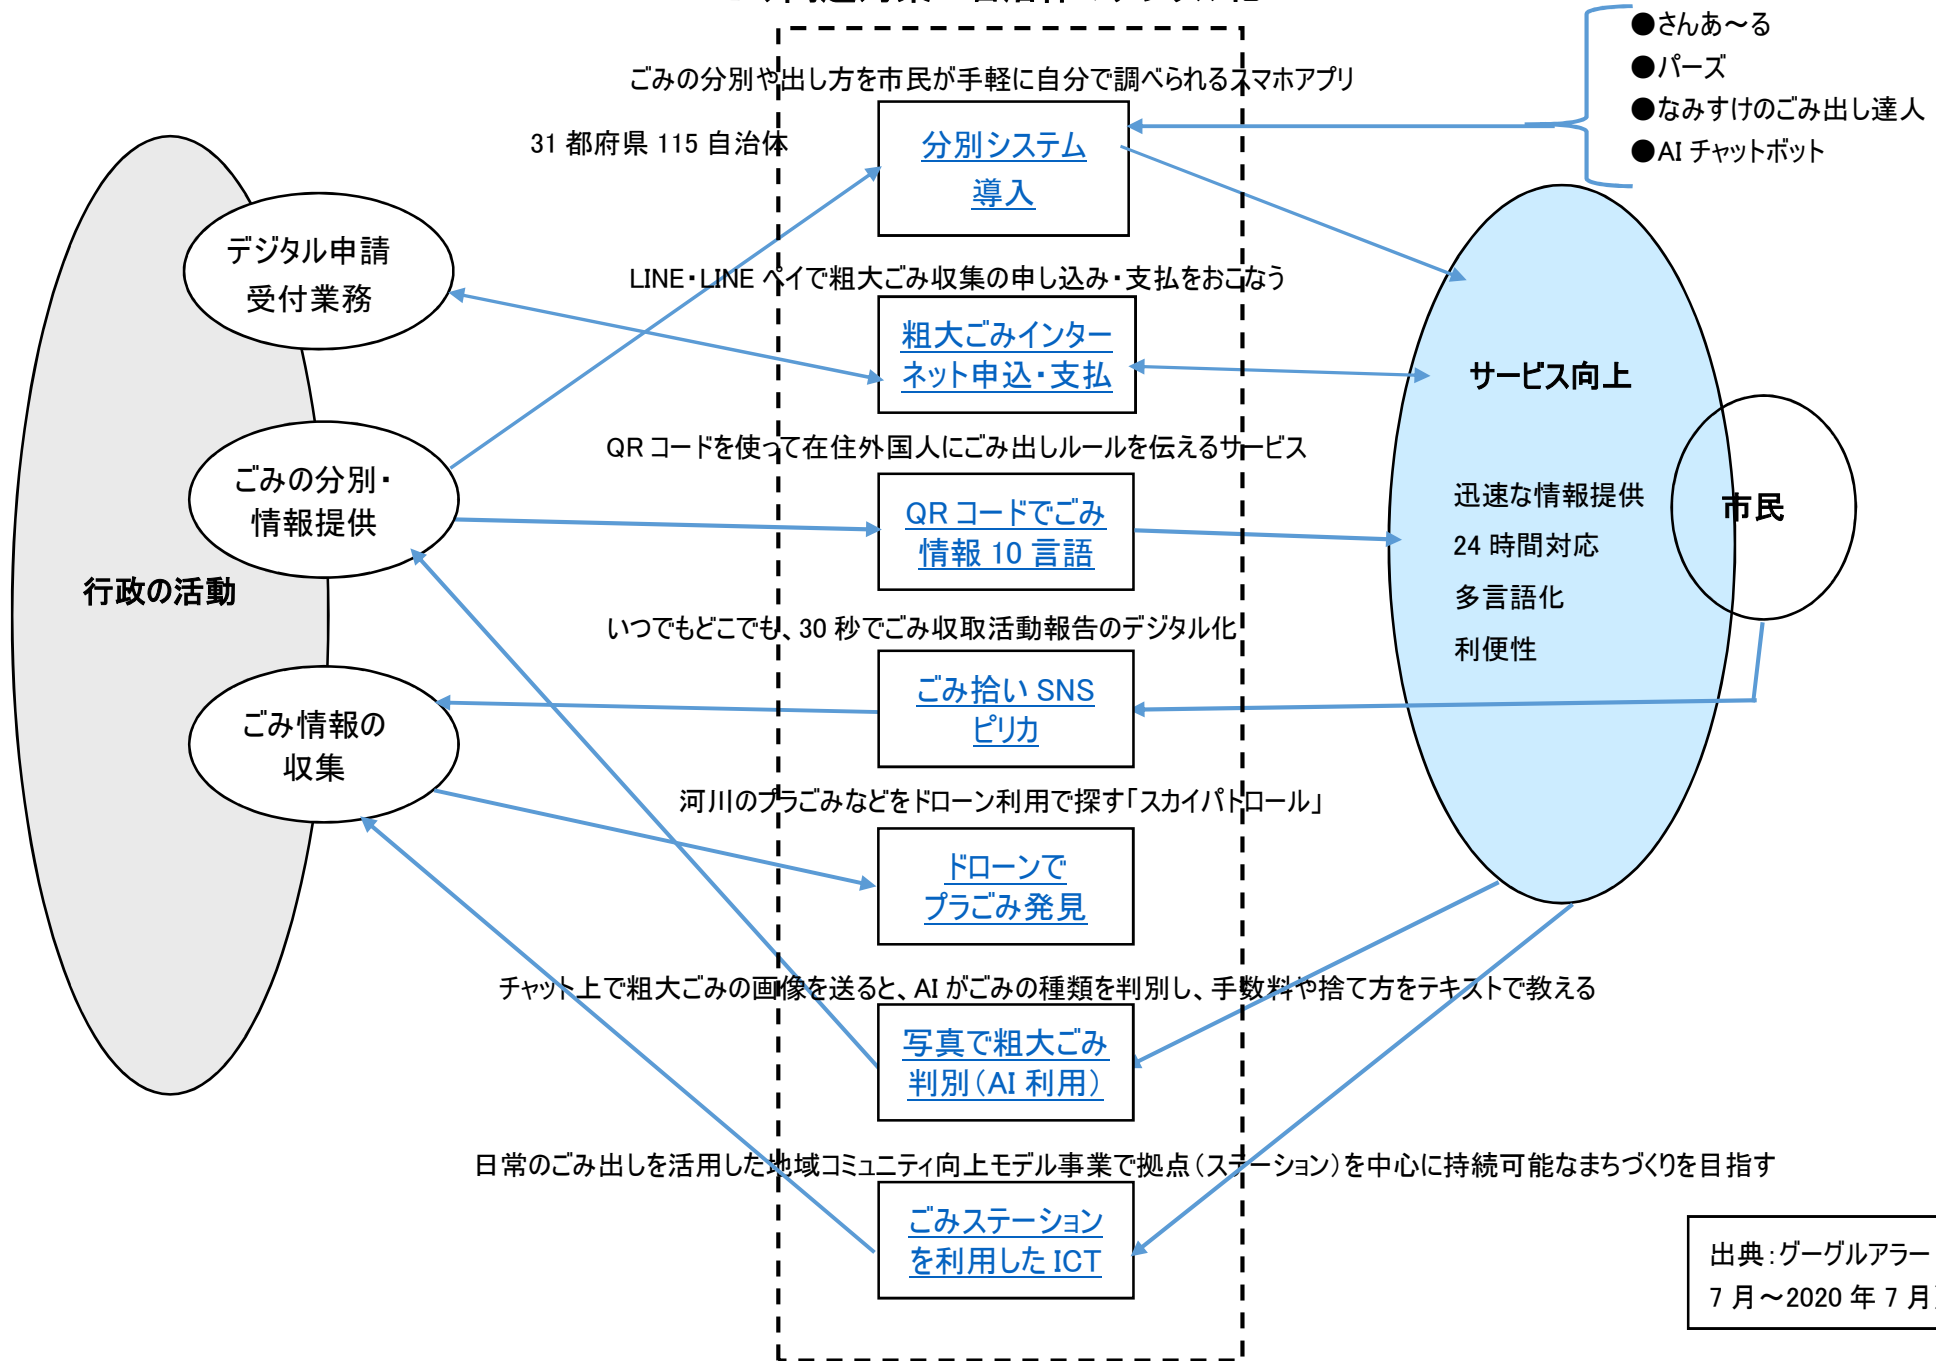 ●さんあ～る
●パーズ
●なみすけのごみ出し達人
●AI チャットボット
ごみの分別や出し方を市民が手軽に自分で調べられるスマホアプリ
31 都府県 115 自治体
分別システム
導入
デジタル申請
受付業務
LINE・LINE ペイで粗大ごみ収集の申し込み・支払をおこなう
粗大ごみインター
ネット申込・支払
サービス向上
QR コードを使って在住外国人にごみ出しルールを伝えるサービス
ごみの分別・
情報提供
QR コードでごみ
情報 10 言語
迅速な情報提供
24 時間対応
多言語化
利便性
市民
行政の活動
いつでもどこでも、30 秒でごみ収取活動報告のデジタル化
ごみ拾い SNS
ピリカ
ごみ情報の
収集
河川のプラごみなどをドローン利用で探す「スカイパトロール」
ドローンで
プラごみ発見
チャット上で粗大ごみの画像を送ると、AI がごみの種類を判別し、手数料や捨て方をテキストで教える
写真で粗大ごみ
判別（AI 利用）
日常のごみ出しを活用した地域コミュニティ向上モデル事業で拠点（ステーション）を中心に持続可能なまちづくりを目指す
ごみステーション
を利用した ICT
出典：グーグルアラー
7 月～2020 年 7 月